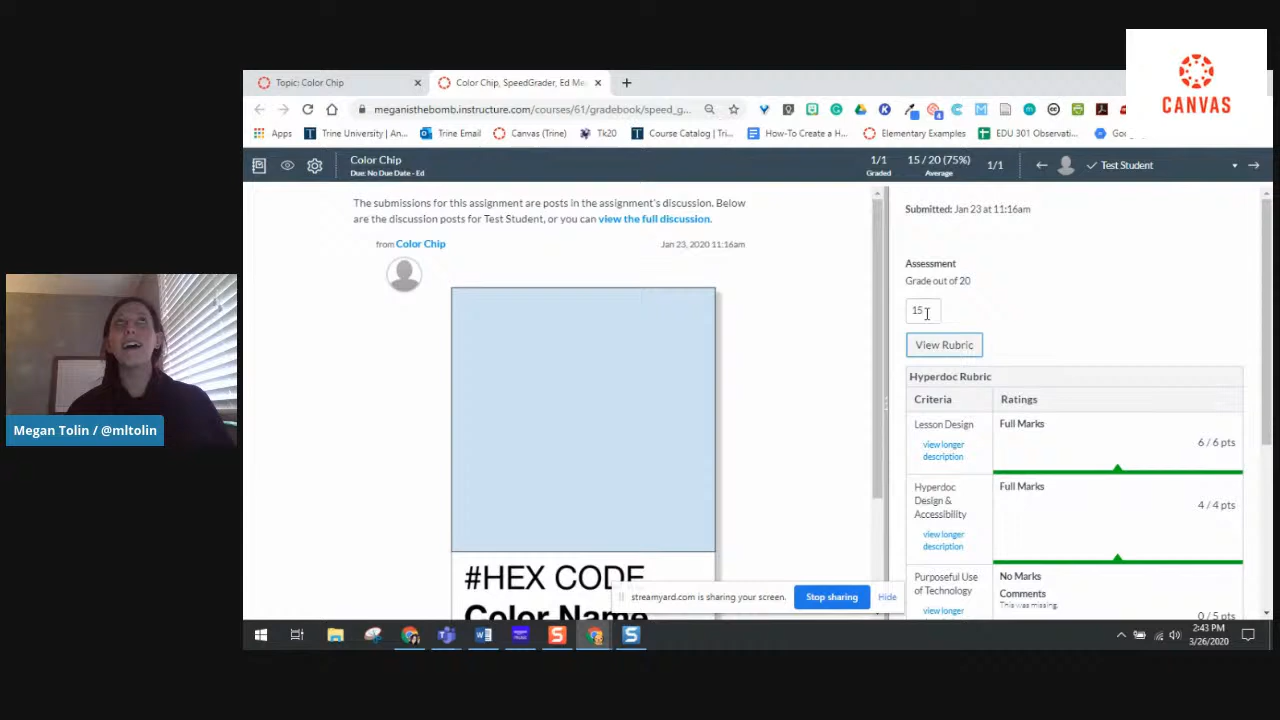 CANVAS
Topic: Color Chip
Color Chip, SpeedGrader, Ed Me
meganisthebomb.instructure.com/courses/61/gradebook/speed_g...
Apps
Trine University | An...
Trine Email
Canvas (Trine)
Tk20
Course Catalog | Tri...
How-To Create a H...
Elementary Examples
EDU 301 Observati...
Color Chip
Due: No Due Date - Ed
1/1
Graded
15 / 20 (75%)
Average
1/1
Test Student
The submissions for this assignment are posts in the assignment's discussion. Below
are the discussion posts for Test Student, or you can view the full discussion.
from Color Chip
Jan 23, 2020 11:16am
#HEX CODE
Color Name
Submitted: Jan 23 at 11:16am
Assessment
Grade out of 20
15
View Rubric
Hyperdoc Rubric
Criteria
Ratings
Lesson Design
view longer
description
Full Marks
6 / 6 pts
Hyperdoc
Design &
Accessibility
view longer
description
Full Marks
4 / 4 pts
Purposeful Use
of Technology
view longer
No Marks
Comments
This was missing.
0 / 5 pts
streamyard.com is sharing your screen.
Stop sharing
Hide
Megan Tolin / @mltolin
2:43 PM
3/26/2020